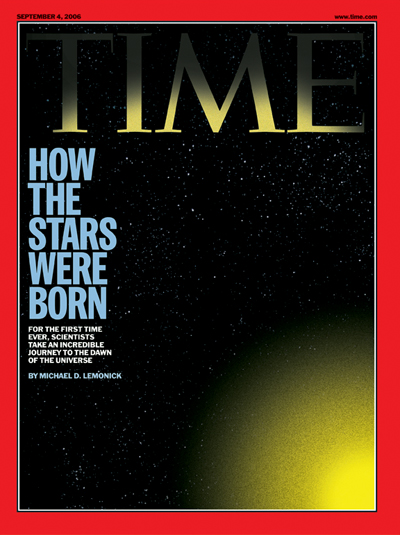 SEPTEMBER 4, 2006
www.time.com
TIME
HOW
THE
STARS
WERE
BORN
FOR THE FIRST TIME
EVER, SCIENTISTS
TAKE AN INCREDIBLE
JOURNEY TO THE DAWN
OF THE UNIVERSE
BY MICHAEL D. LEMONICK